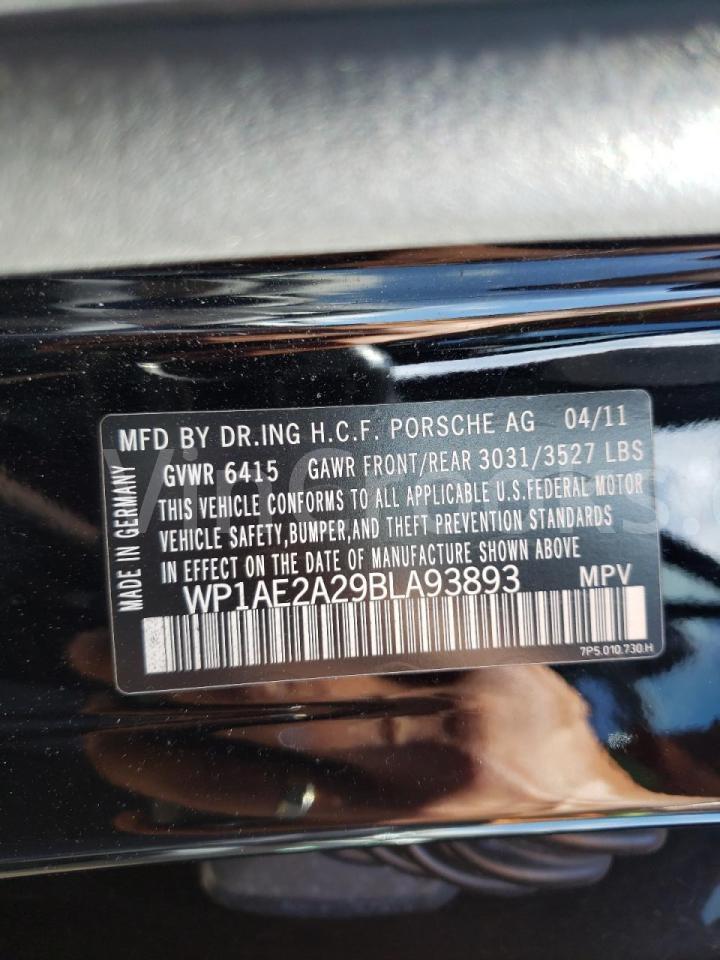 MFD BY DR.ING H.C.F. PORSCHE AG 04/11
GVWR 6415 GAWR FRONT/REAR 3031/3527 LBS
THIS VEHICLE CONFORMS TO ALL APPLICABLE U.S.FEDERAL MOTOR
VEHICLE SAFETY,BUMPER,AND THEFT PREVENTION STANDARDS
IN EFFECT ON THE DATE OF MANUFACTURE SHOWN ABOVE
WP1AE2A29BLA93893 MPV
7P5.010.730.H
MADE IN GERMANY